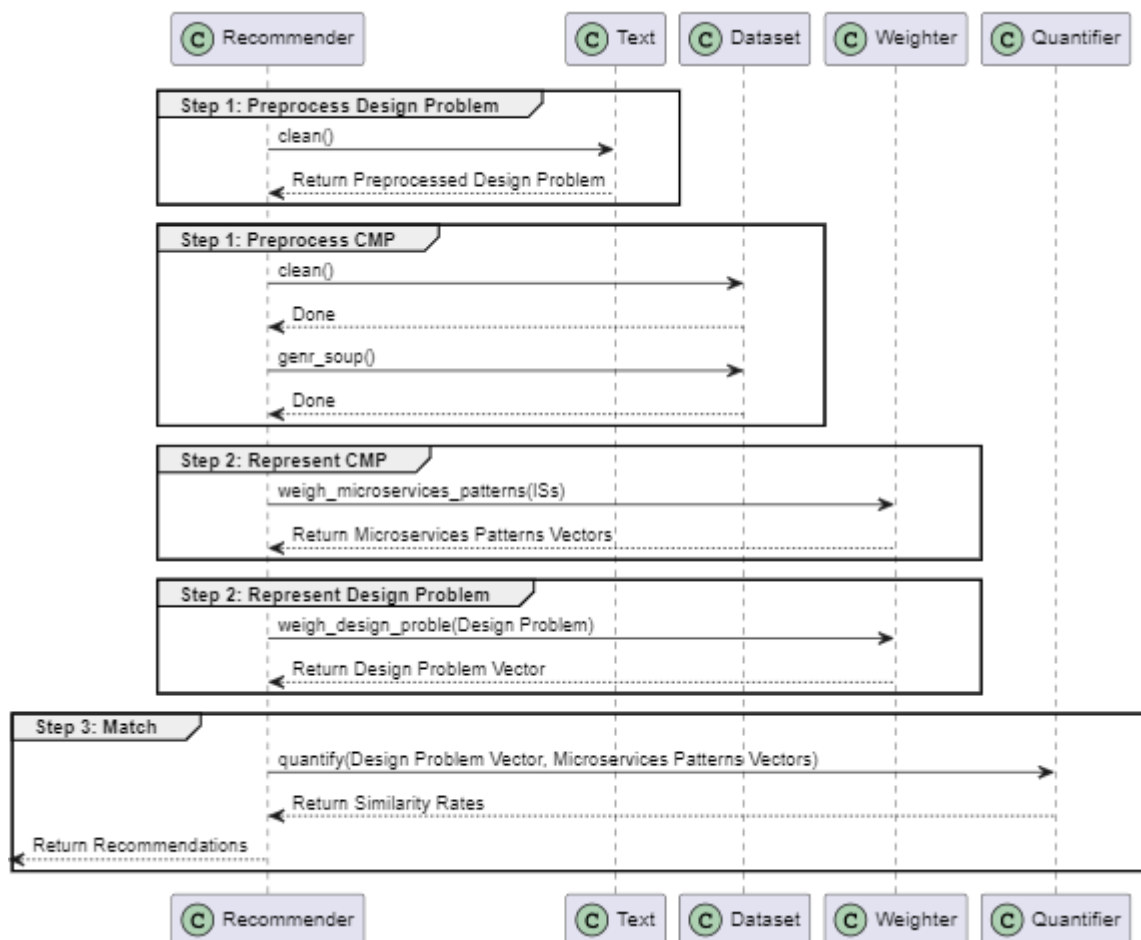 C Recommender
C Text
C Dataset
C Weighter
C Quantifier
Step 1: Preprocess Design Problem
clean()
Return Preprocessed Design Problem
Step 1: Preprocess CMP
clean()
Done
genr_soup()
Done
Step 2: Represent CMP
weigh_microservices_patterns(ISs)
Return Microservices Patterns Vectors
Step 2: Represent Design Problem
weigh_design_proble(Design Problem)
Return Design Problem Vector
Step 3: Match
quantify(Design Problem Vector, Microservices Patterns Vectors)
Return Similarity Rates
Return Recommendations
C Recommender
C Text
C Dataset
C Weighter
C Quantifier